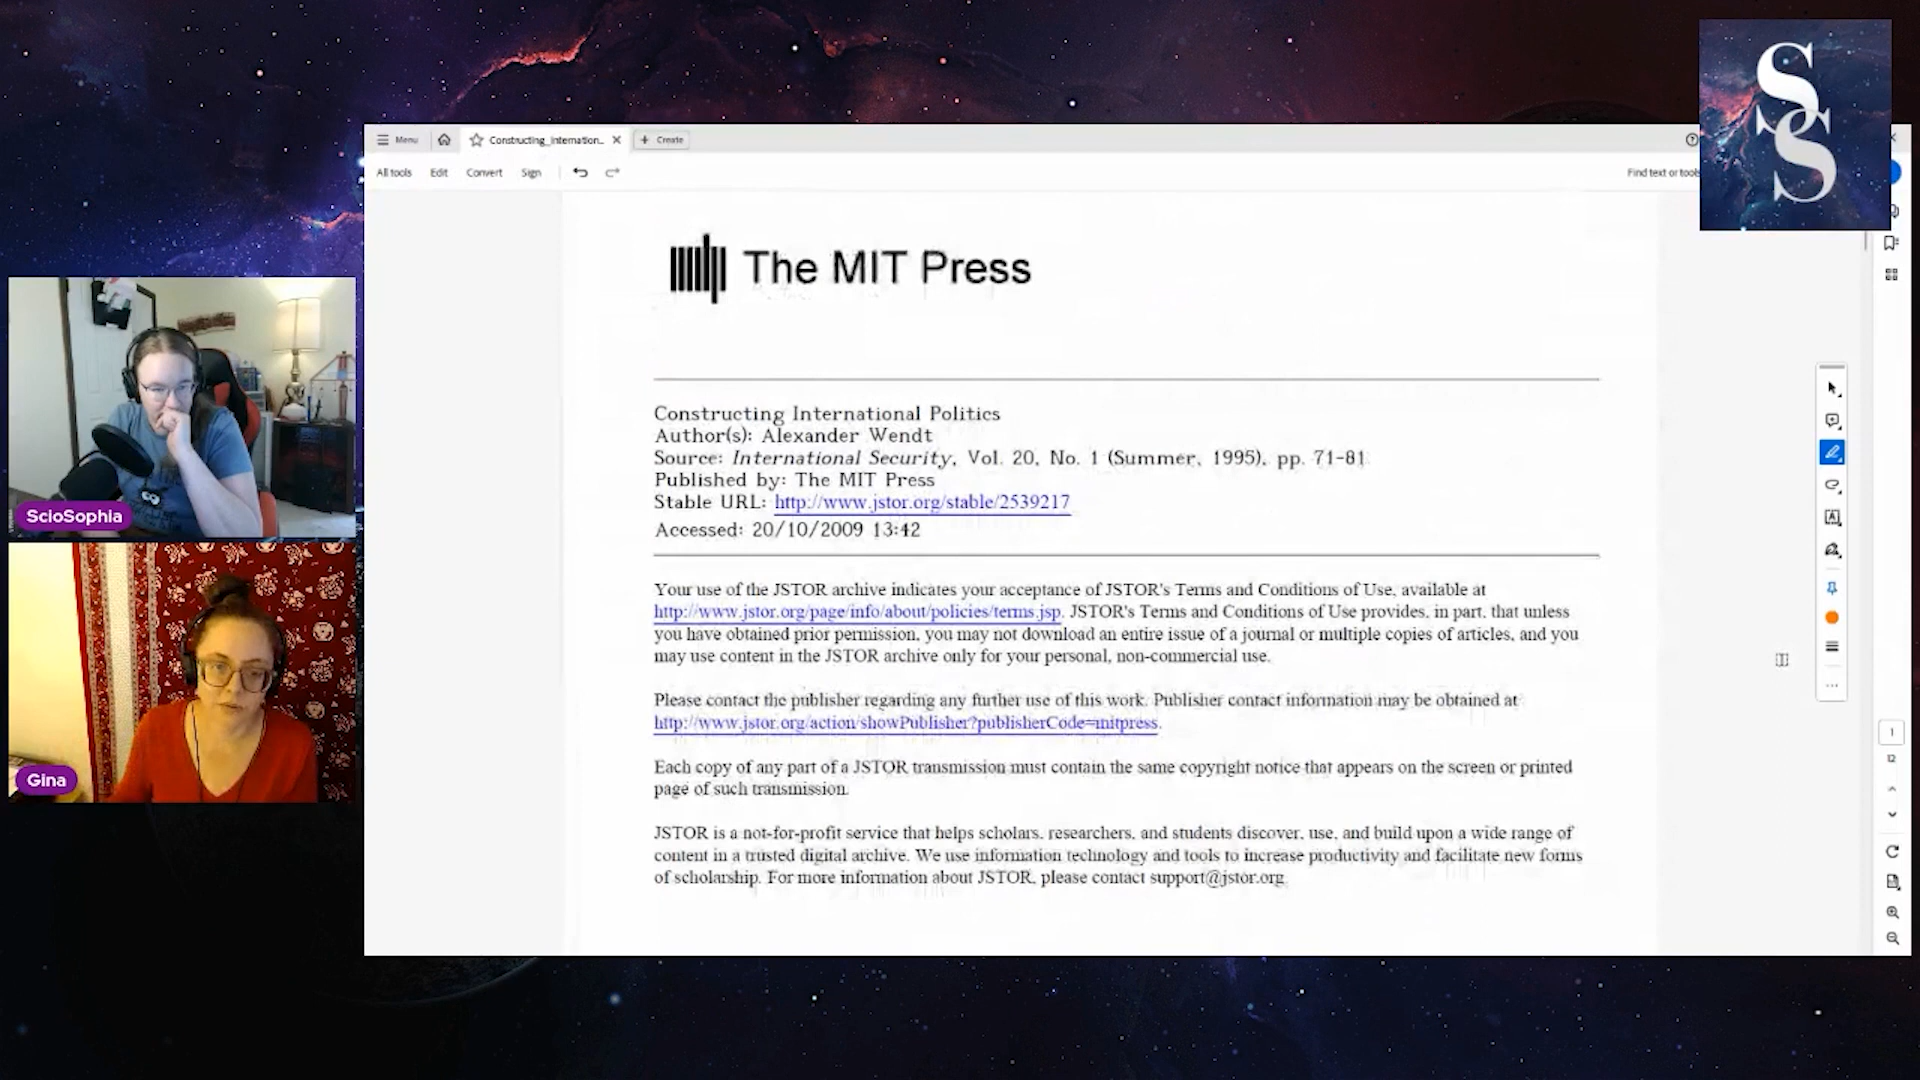 S
S
Menu
Constructing_Internation...
Create
All tools
Edit
Convert
Sign
Find text or tools
The MIT Press
Constructing International Politics
Author(s): Alexander Wendt
Source: International Security, Vol. 20, No. 1 (Summer, 1995), pp. 71-81
Published by: The MIT Press
Stable URL: http://www.jstor.org/stable/2539217
Accessed: 20/10/2009 13:42
Your use of the JSTOR archive indicates your acceptance of JSTOR's Terms and Conditions of Use, available at
http://www.jstor.org/page/info/about/policies/terms.jsp. JSTOR's Terms and Conditions of Use provides, in part, that unless
you have obtained prior permission, you may not download an entire issue of a journal or multiple copies of articles, and you
may use content in the JSTOR archive only for your personal, non-commercial use.
Please contact the publisher regarding any further use of this work. Publisher contact information may be obtained at
http://www.jstor.org/action/showPublisher?publisherCode=mitpress.
Each copy of any part of a JSTOR transmission must contain the same copyright notice that appears on the screen or printed
page of such transmission.
JSTOR is a not-for-profit service that helps scholars, researchers, and students discover, use, and build upon a wide range of
content in a trusted digital archive. We use information technology and tools to increase productivity and facilitate new forms
of scholarship. For more information about JSTOR, please contact support@jstor.org.
ScioSophia
Gina
1
12